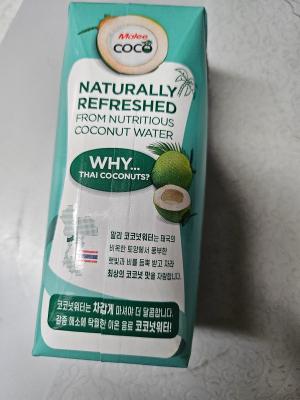 Malee
COCO
NATURALLY
REFRESHED
FROM NUTRITIOUS
COCONUT WATER
WHY...
THAI COCONUTS?
말리 코코넛워터는 태국의
비옥한 토양에서 풍부한
햇빛과 비를 듬뿍 받고 자라
최상의 코코넛 맛을 자랑합니다.
코코넛워터는 차갑게 마셔야 더 달콤합니다.
갈증 해소에 탁월한 이온 음료 코코넛워터!